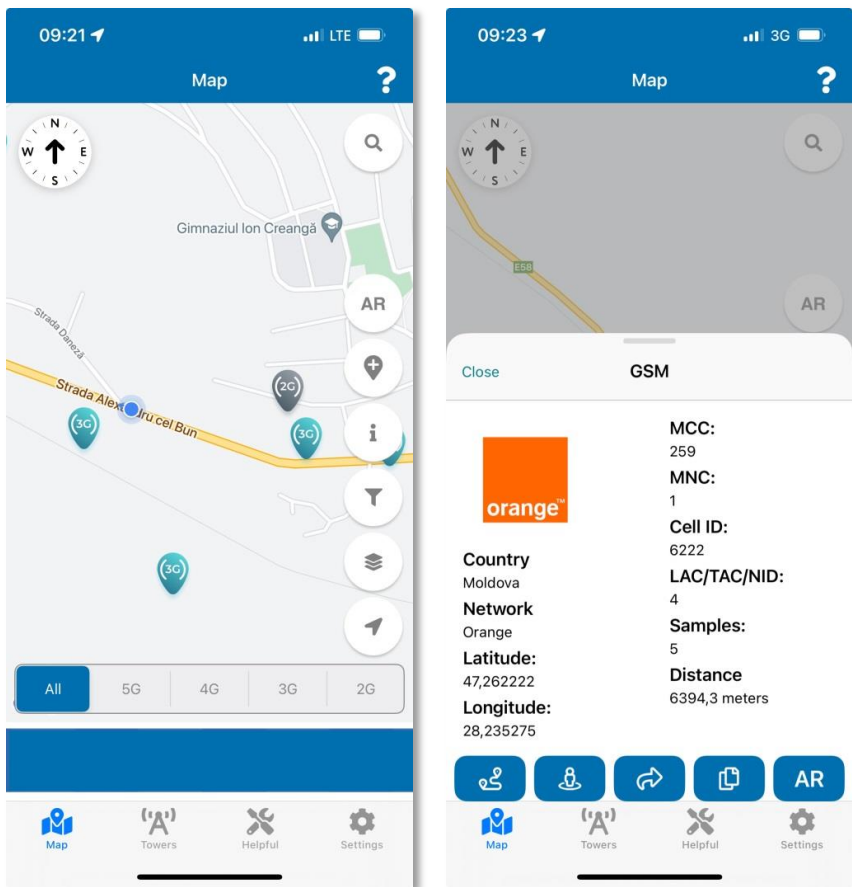 09:21
LTE
Map
?
N
W
E
S
Gimnaziul Ion Creangă
AR
Strada Daneză
Strada Alexandru cel Bun
2G
3G
3G
3G
All
5G
4G
3G
2G
Map
Towers
Helpful
Settings
09:23
3G
Map
?
N
W
E
S
E58
AR
Close
GSM
orange™
Country
Moldova
Network
Orange
Latitude:
47,262222
Longitude:
28,235275
MCC:
259
MNC:
1
Cell ID:
6222
LAC/TAC/NID:
4
Samples:
5
Distance
6394,3 meters
AR
Map
Towers
Helpful
Settings